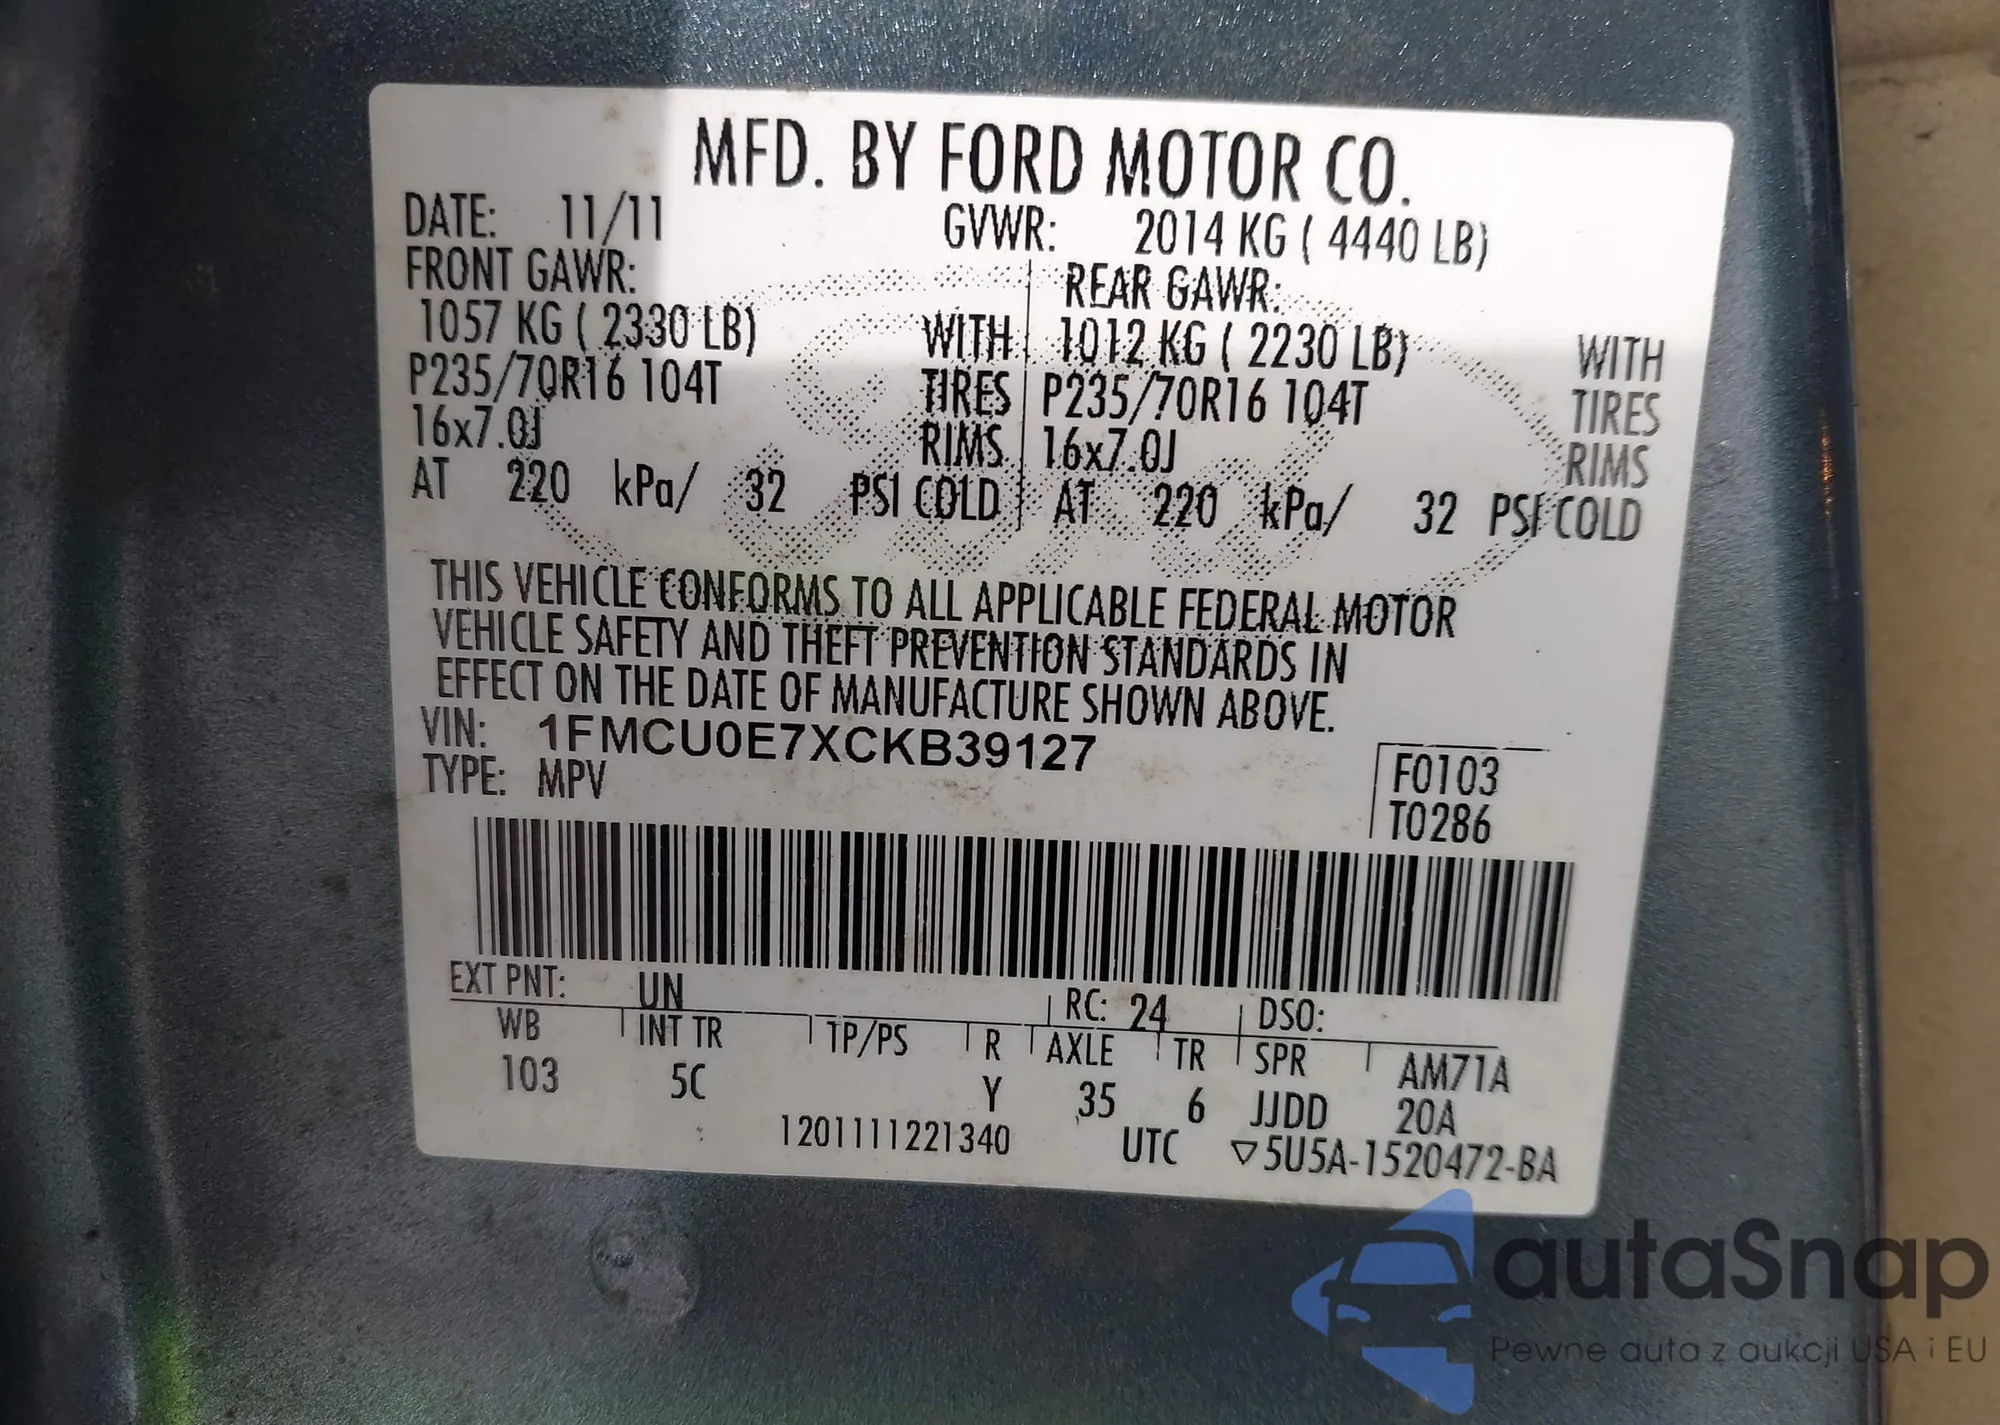 MFD. BY FORD MOTOR CO.
DATE: 11/11 GVWR: 2014 KG ( 4440 LB)
FRONT GAWR: REAR GAWR:
1057 KG ( 2330 LB) WITH 1012 KG ( 2230 LB) WITH
P235/70R16 104T TIRES P235/70R16 104T TIRES
16x7.0J RIMS 16x7.0J RIMS
AT 220 kPa/ 32 PSI COLD AT 220 kPa/ 32 PSI COLD
THIS VEHICLE CONFORMS TO ALL APPLICABLE FEDERAL MOTOR
VEHICLE SAFETY AND THEFT PREVENTION STANDARDS IN
EFFECT ON THE DATE OF MANUFACTURE SHOWN ABOVE.
VIN: 1FMCU0E7XCKB39127
TYPE: MPV F0103
T0286
EXT PNT: UN RC: 24 DSO:
WB INT TR TP/PS R AXLE TR SPR AM71A
103 5C Y 35 6 JJDD 20A
1201111221340 UTC ▽5U5A-1520472-BA
autaSnap
Pewne auta z aukcji USA i EU